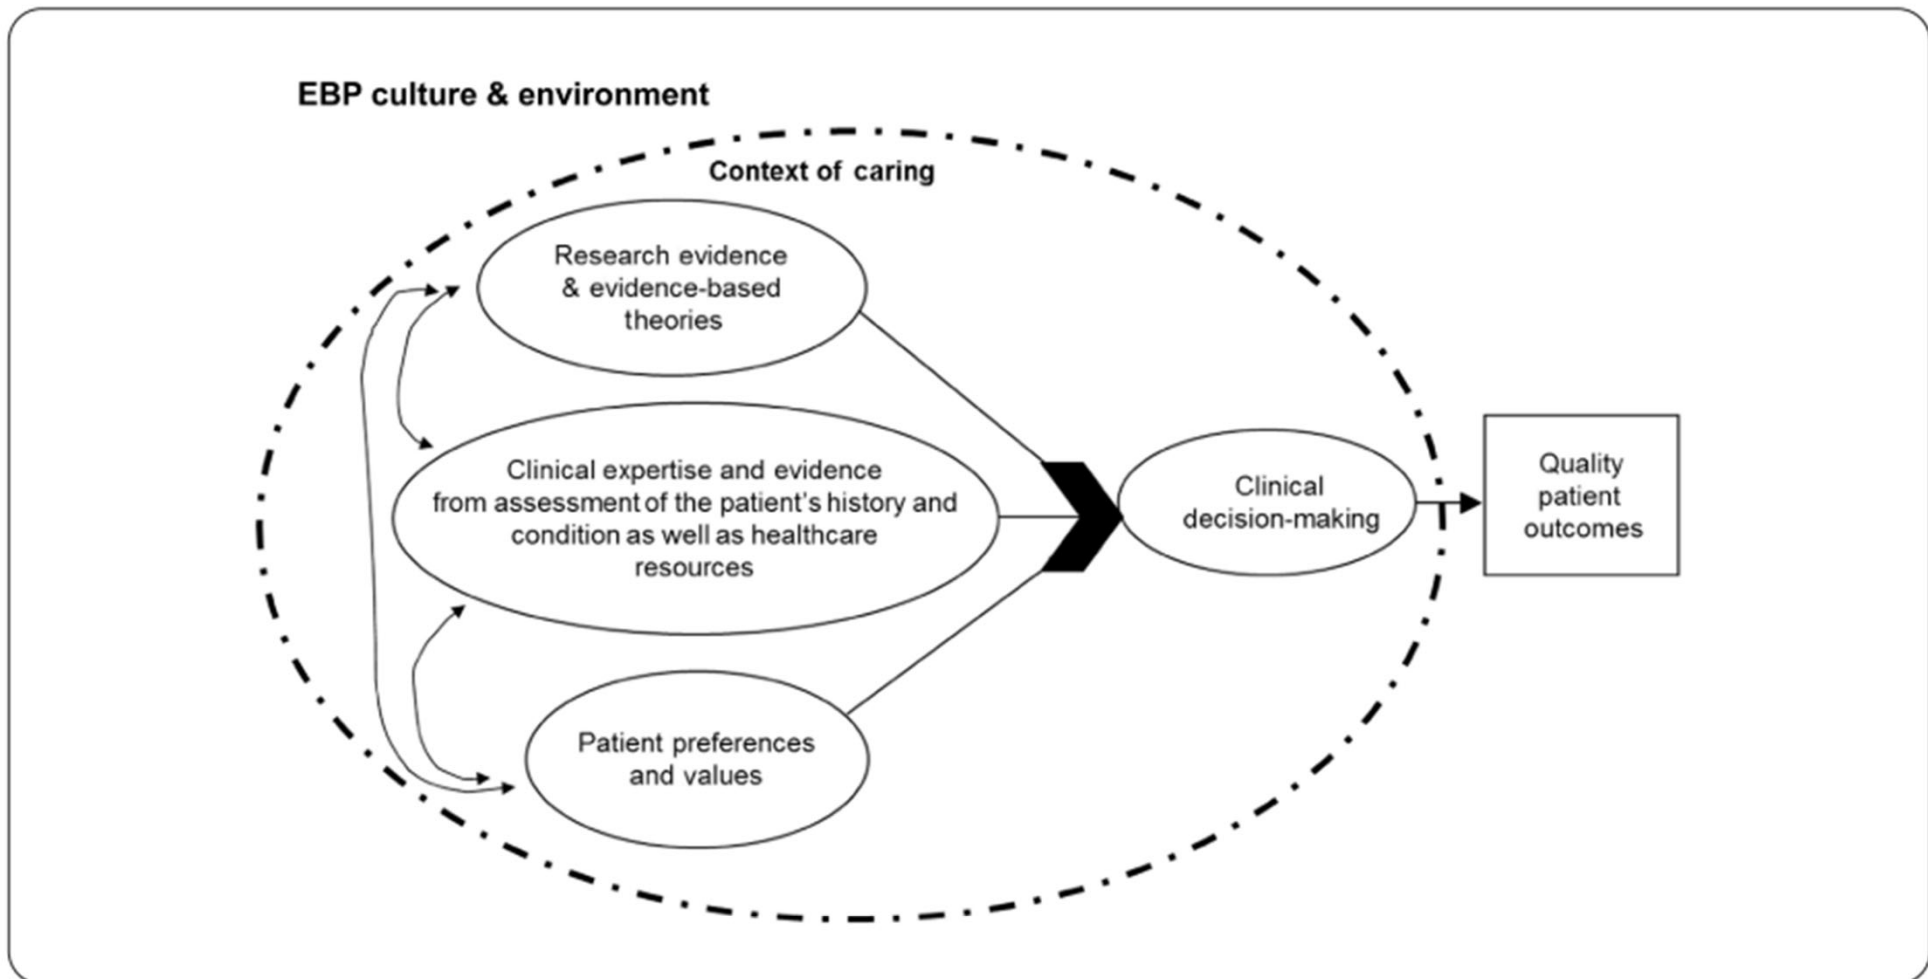 EBP culture & environment
Context of caring
Research evidence
& evidence-based
theories
Clinical expertise and evidence
from assessment of the patient's history and
condition as well as healthcare
resources
Patient preferences
and values
Clinical
decision-making
Quality
patient
outcomes